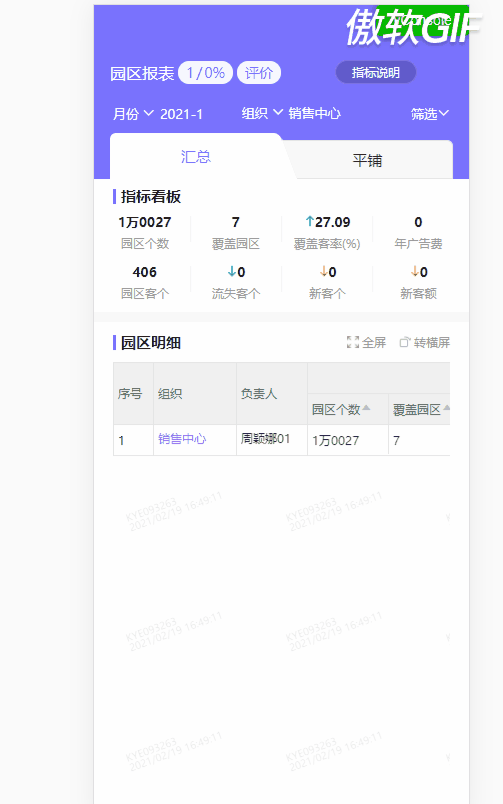 傲软GIF
vConsole
园区报表 1/0% 评价 指标说明
月份 2021-1 组织 销售中心 筛选
汇总 平铺
指标看板
1万0027 7 ↑27.09 0
园区个数 覆盖园区 覆盖客率(%) 年广告费
406 ↓0 ↓0 ↓0
园区客个 流失客个 新客个 新客额
园区明细 全屏 转横屏
序号 组织 负责人
园区个数 覆盖园区
1 销售中心 周颖娜01 1万0027 7
KYE093263 KYE093263
2021/02/19 16:49:11 2021/02/19 16:49:11
KYE093263 KYE093263
2021/02/19 16:49:11 2021/02/19 16:49:11
KYE093263 KYE093263
2021/02/19 16:49:11 2021/02/19 16:49:11